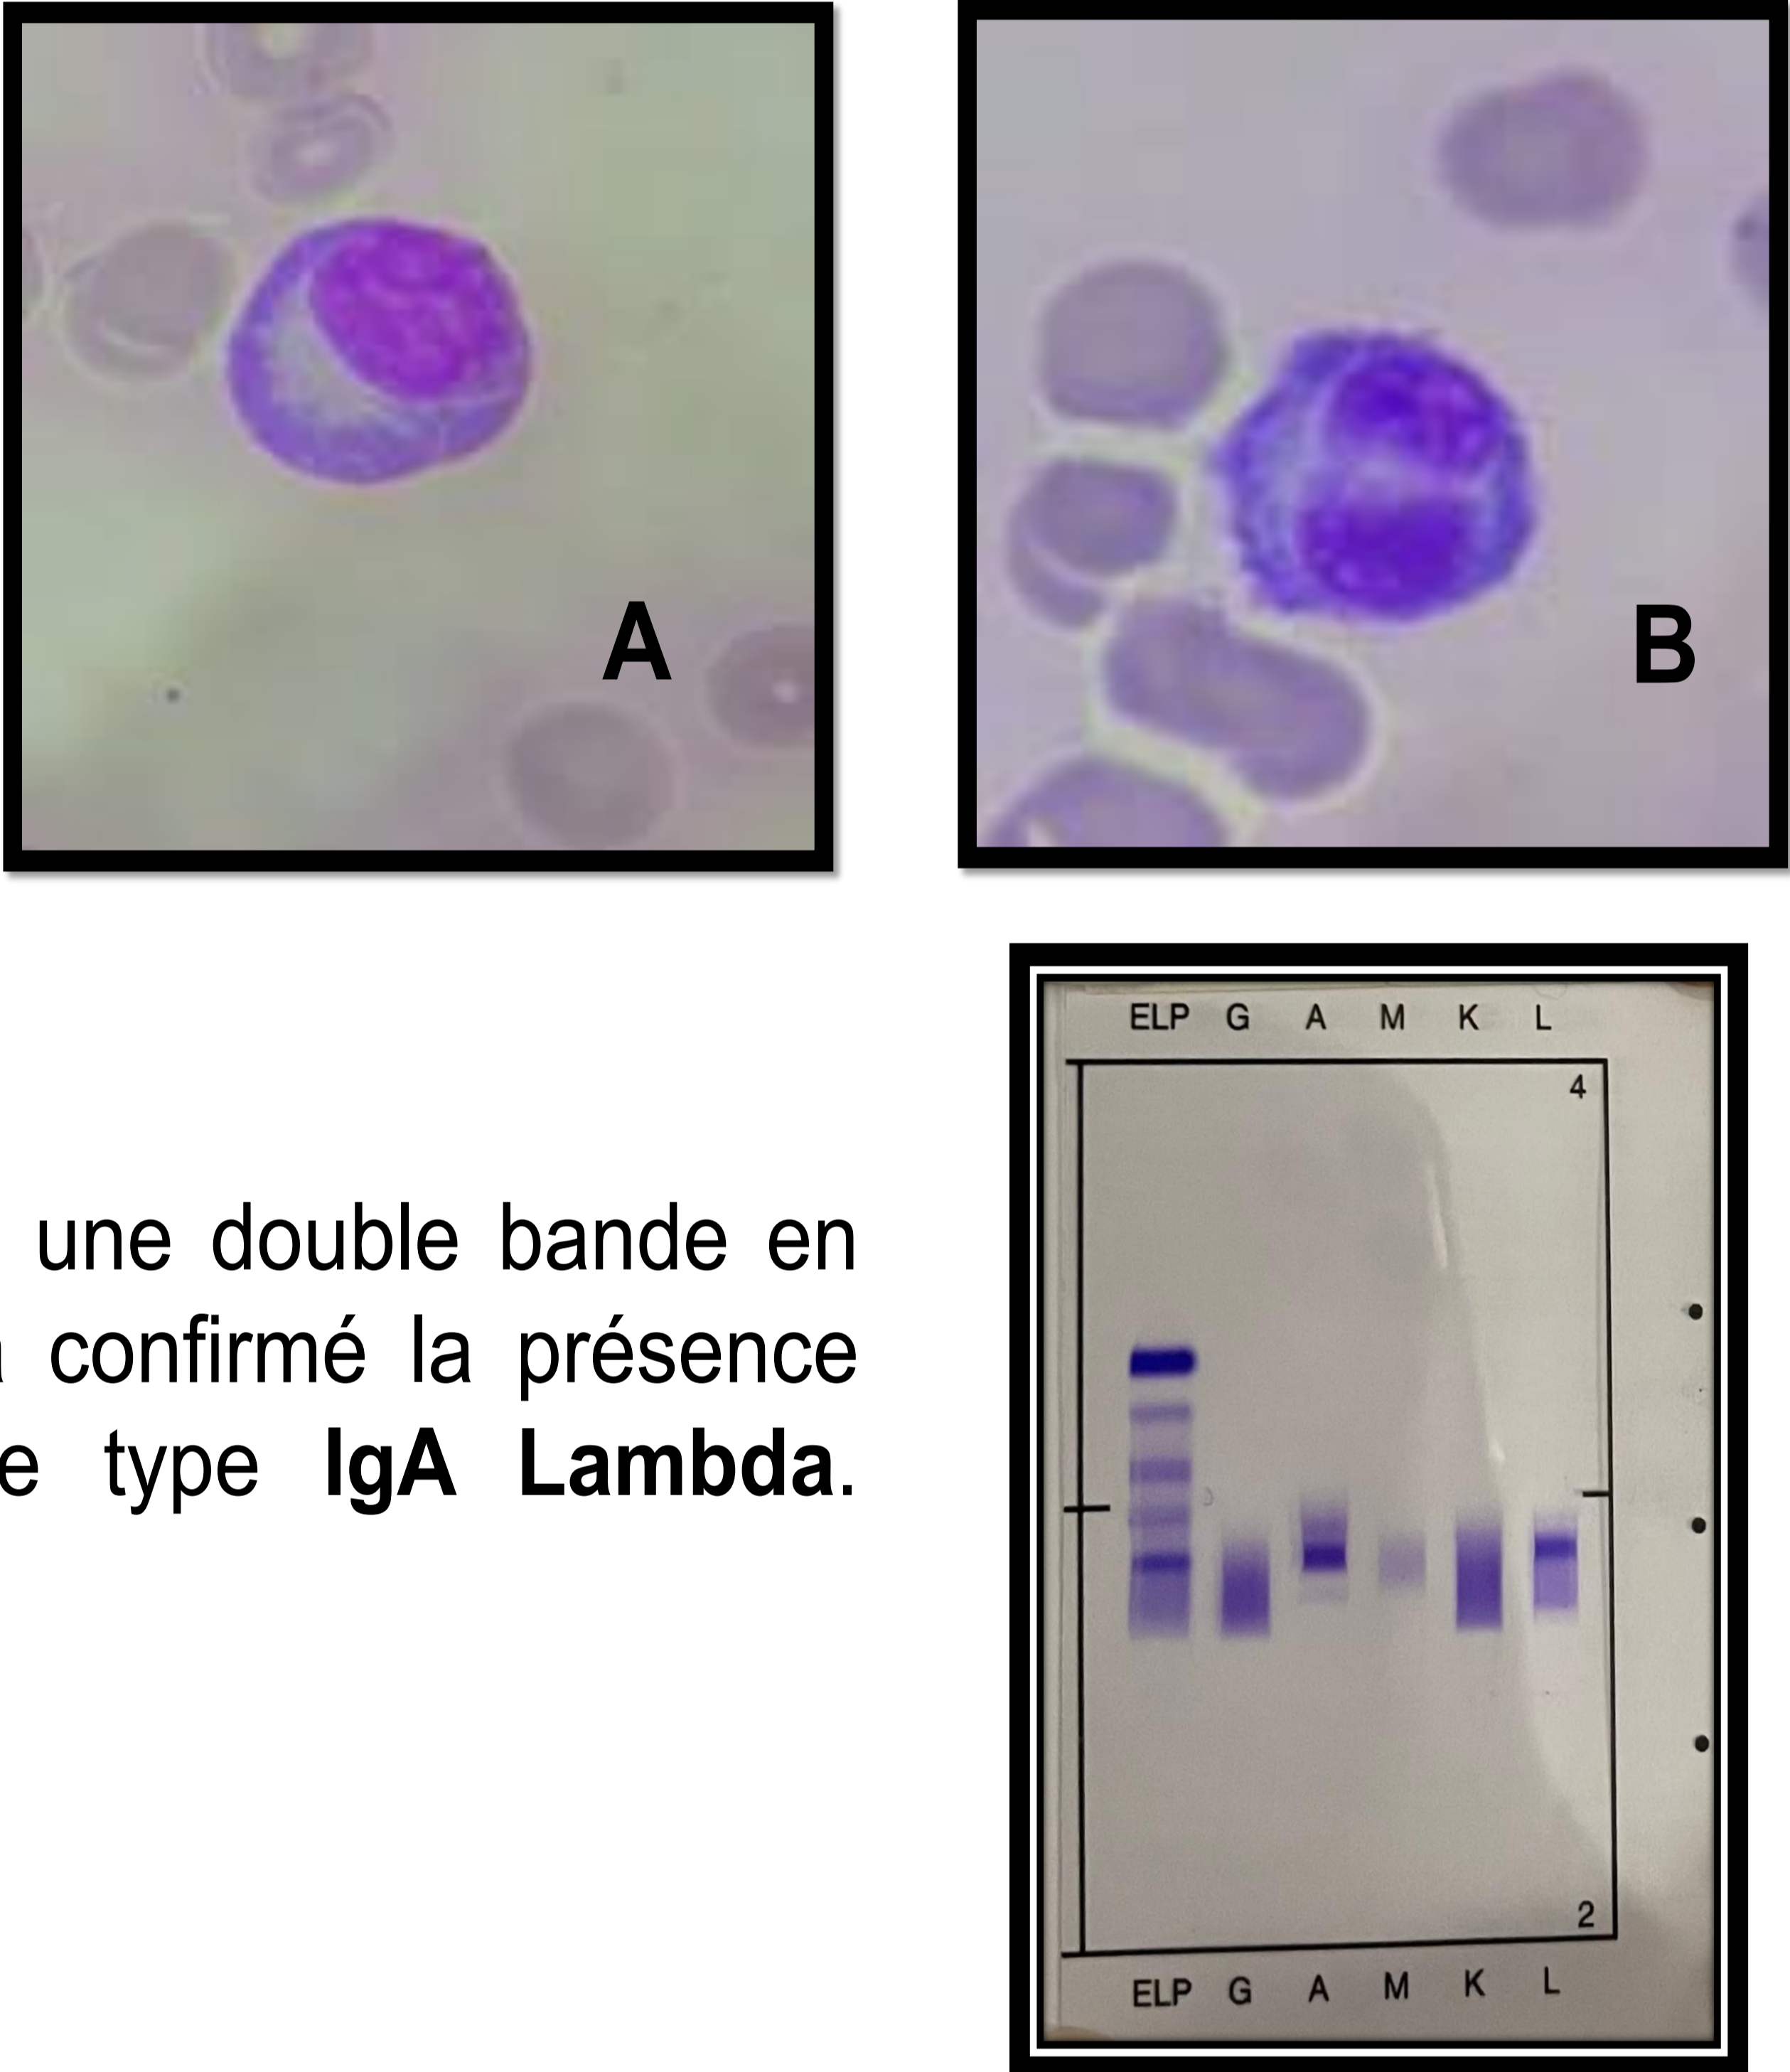 A
B
une double bande en
confirmé la présence
type IgA Lambda.
ELP G A M K L
4
2
ELP G A M K L